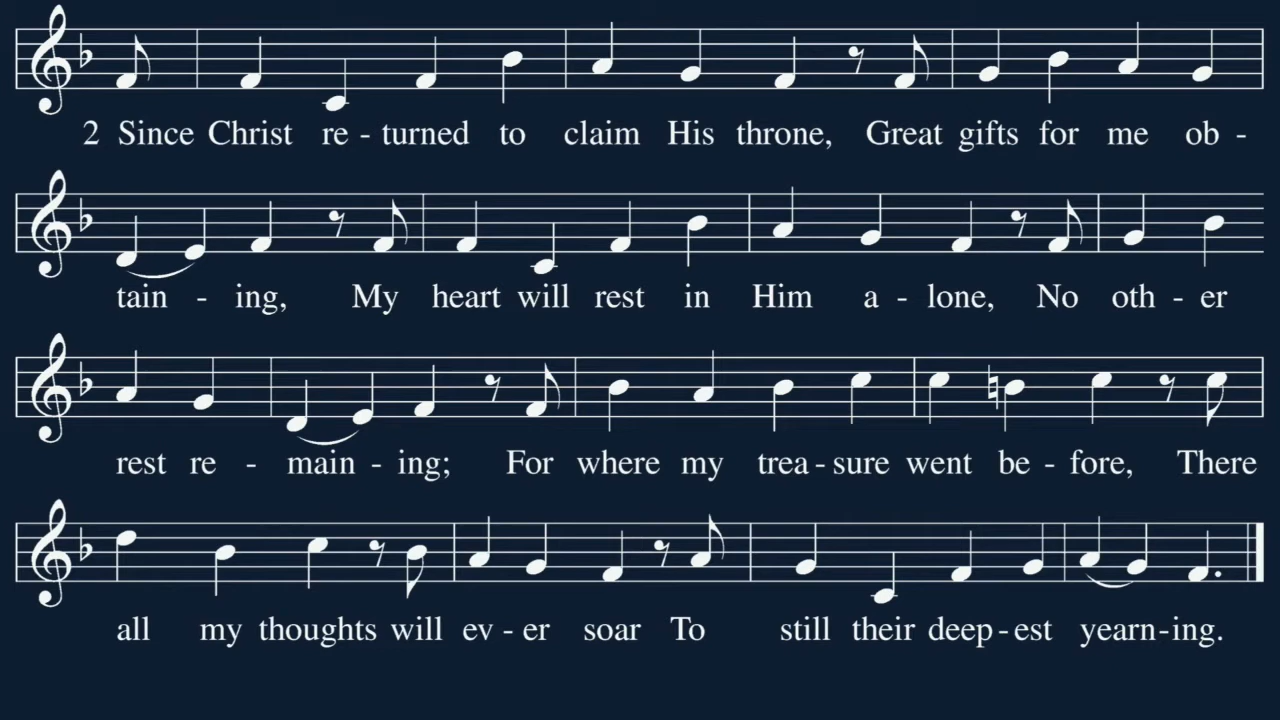 2 Since Christ re - turned to claim His throne, Great gifts for me ob -
tain - ing, My heart will rest in Him a - lone, No oth - er
rest re - main - ing; For where my trea - sure went be - fore, There
all my thoughts will ev - er soar To still their deep - est yearn - ing.